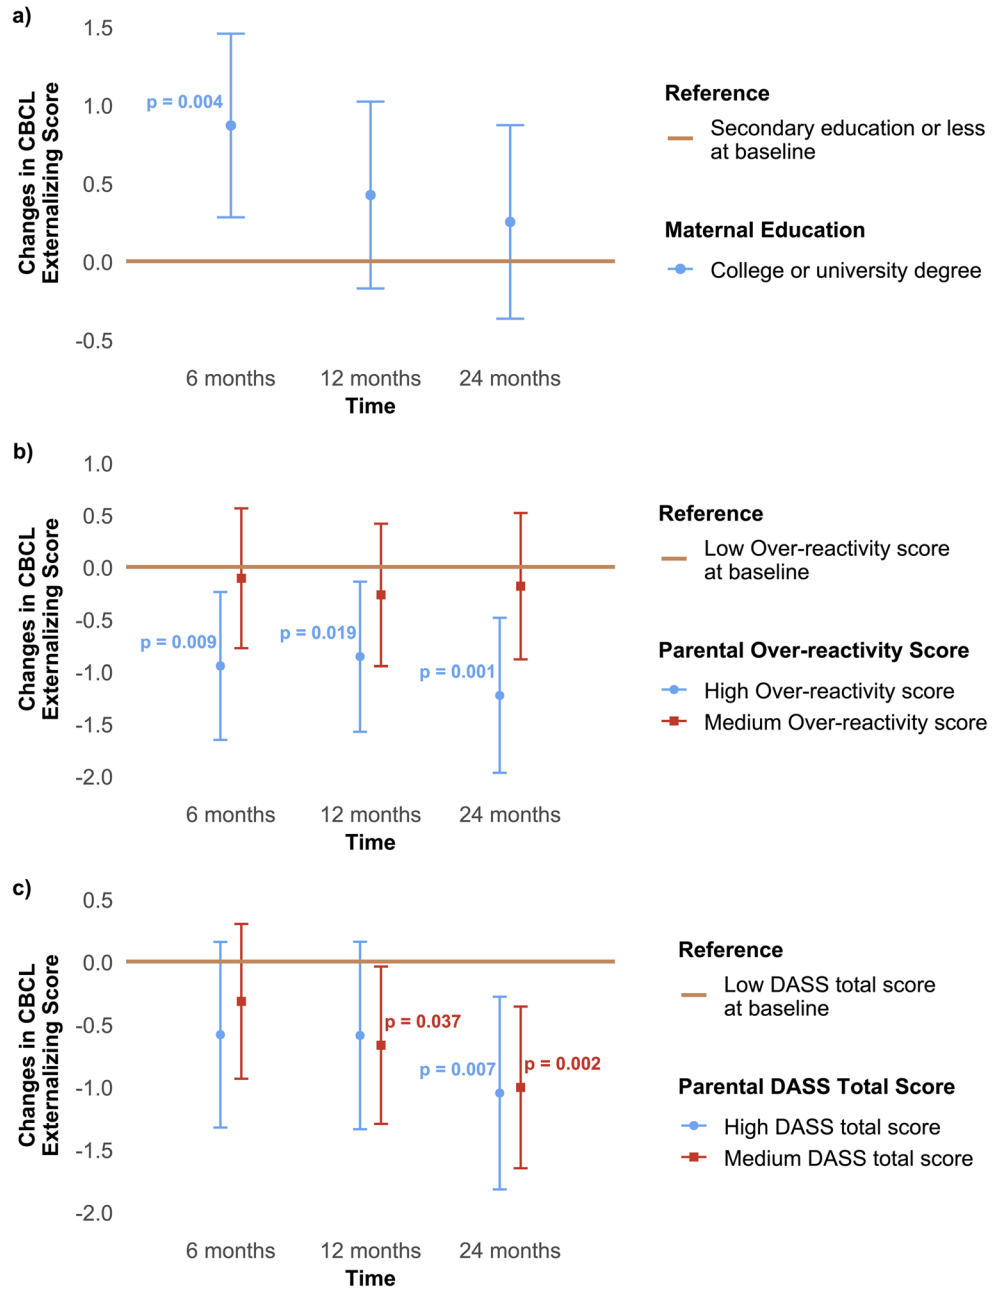 a)
Changes in CBCL
Externalizing Score
1.5
1.0
0.5
0.0
-0.5
p = 0.004
6 months
12 months
24 months
Time
Reference
Secondary education or less
at baseline
Maternal Education
College or university degree
b)
Changes in CBCL
Externalizing Score
1.0
0.5
0.0
-0.5
-1.0
-1.5
-2.0
p = 0.009
p = 0.019
p = 0.001
6 months
12 months
24 months
Time
Reference
Low Over-reactivity score
at baseline
Parental Over-reactivity Score
High Over-reactivity score
Medium Over-reactivity score
c)
Changes in CBCL
Externalizing Score
0.5
0.0
-0.5
-1.0
-1.5
-2.0
p = 0.037
p = 0.007
p = 0.002
6 months
12 months
24 months
Time
Reference
Low DASS total score
at baseline
Parental DASS Total Score
High DASS total score
Medium DASS total score